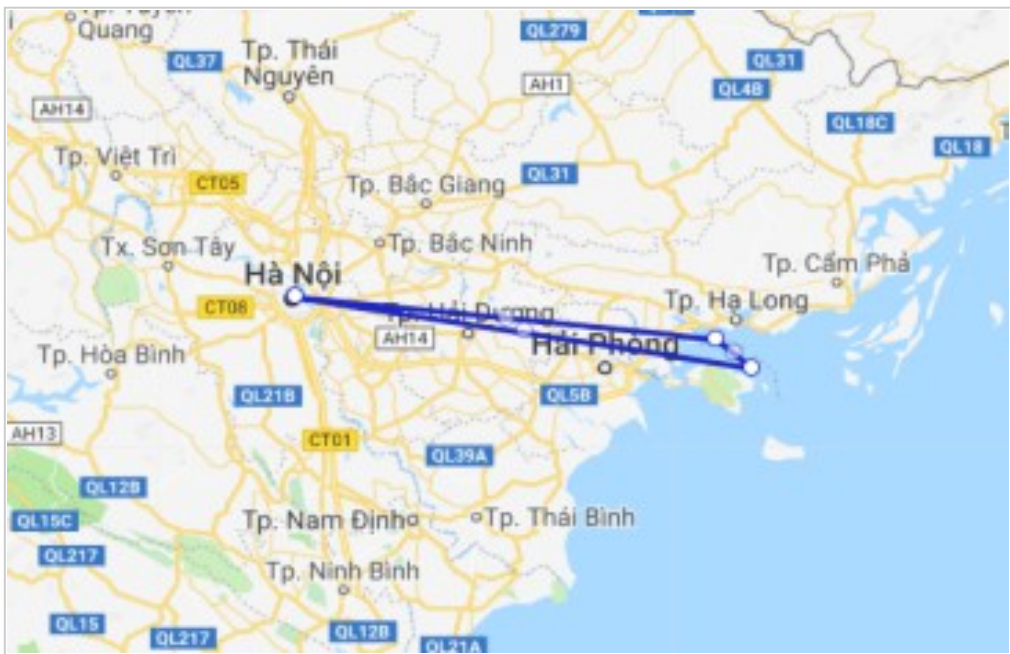 Quang
QL279
QL31
QL37
Tp. Thái
Nguyên
AH1
QL4B
AH14
QL18C
QL18
Tp. Việt Trì
CT05
Tp. Bắc Giang
QL31
Tx. Sơn Tây
Tp. Bắc Ninh
Hà Nội
Tp. Cẩm Phả
CT08
Tp. Hải Dương
Tp. Hạ Long
AH14
Hải Phòng
Tp. Hòa Bình
QL21B
QL5B
AH13
CT01
QL39A
QL12B
QL15C
Tp. Nam Định
Tp. Thái Bình
QL217
Tp. Ninh Bình
QL15
QL217
QL12B
QL21A